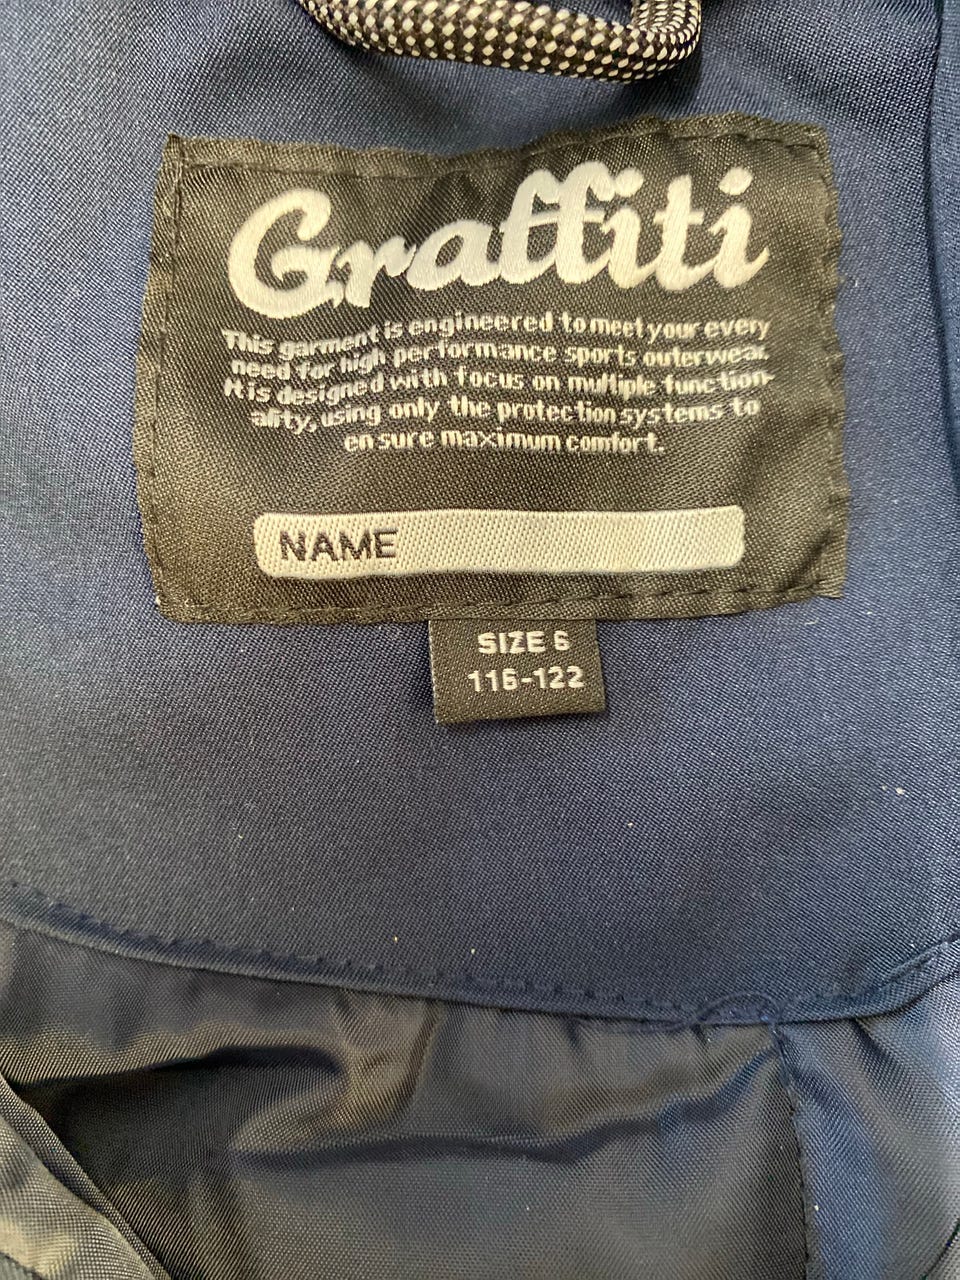 Graffiti
This garment is engineered to meet your every
need for high performance sports outerwear.
It is designed with focus on multiple function-
ality, using only the protection systems to
ensure maximum comfort.
NAME
SIZE 6
116-122